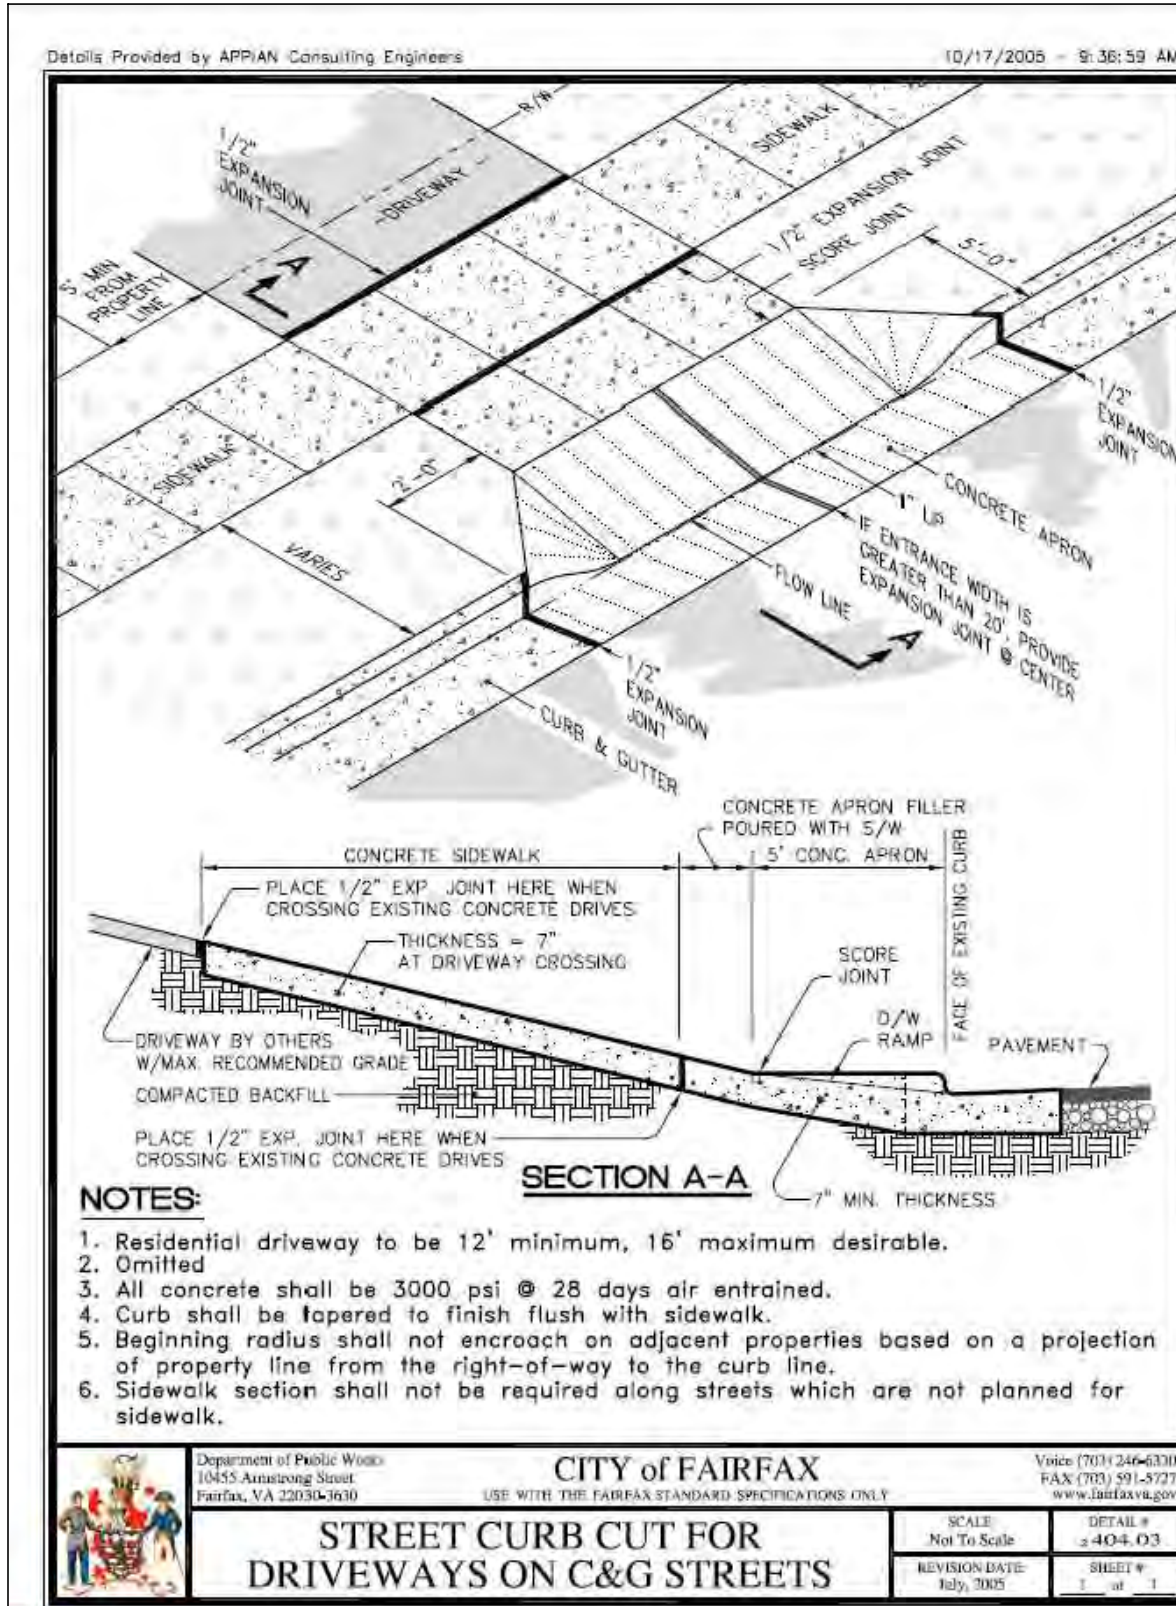 Details Provided by APPIAN Consulting Engineers
10/17/2005 - 9:36:59 AM
R/W
1/2"
EXPANSION
JOINT
DRIVEWAY
SIDEWALK
1/2" EXPANSION JOINT
SCORE JOINT
5'-0"
A
5' MIN
FROM
PROPERTY
LINE
1/2"
EXPANSION
JOINT
SIDEWALK
2'-0"
CONCRETE APRON
1" LIP
IF ENTRANCE WIDTH IS
GREATER THAN 20', PROVIDE
EXPANSION JOINT @ CENTER
VARIES
FLOW LINE
A
1/2"
EXPANSION
JOINT
CURB & GUTTER
CONCRETE APRON FILLER
POURED WITH S/W
CONCRETE SIDEWALK
5' CONC. APRON
FACE OF EXISTING CURB
PLACE 1/2" EXP. JOINT HERE WHEN
CROSSING EXISTING CONCRETE DRIVES
THICKNESS = 7"
AT DRIVEWAY CROSSING
SCORE
JOINT
D/W
RAMP
PAVEMENT
DRIVEWAY BY OTHERS
W/MAX. RECOMMENDED GRADE
COMPACTED BACKFILL
PLACE 1/2" EXP. JOINT HERE WHEN
CROSSING EXISTING CONCRETE DRIVES
SECTION A-A
7" MIN. THICKNESS
NOTES:
1. Residential driveway to be 12' minimum, 16' maximum desirable.
2. Omitted
3. All concrete shall be 3000 psi @ 28 days air entrained.
4. Curb shall be tapered to finish flush with sidewalk.
5. Beginning radius shall not encroach on adjacent properties based on a projection
of property line from the right-of-way to the curb line.
6. Sidewalk section shall not be required along streets which are not planned for
sidewalk.
Department of Public Works
10455 Armstrong Street
Fairfax, VA 22030-3630
CITY of FAIRFAX
USE WITH THE FAIRFAX STANDARD SPECIFICATIONS ONLY
Voice (703) 246-6330
FAX (703) 591-5727
www.fairfaxva.gov
STREET CURB CUT FOR
DRIVEWAYS ON C&G STREETS
SCALE
Not To Scale
DETAIL #
404.03
REVISION DATE:
July, 2005
SHEET #
1 of 1